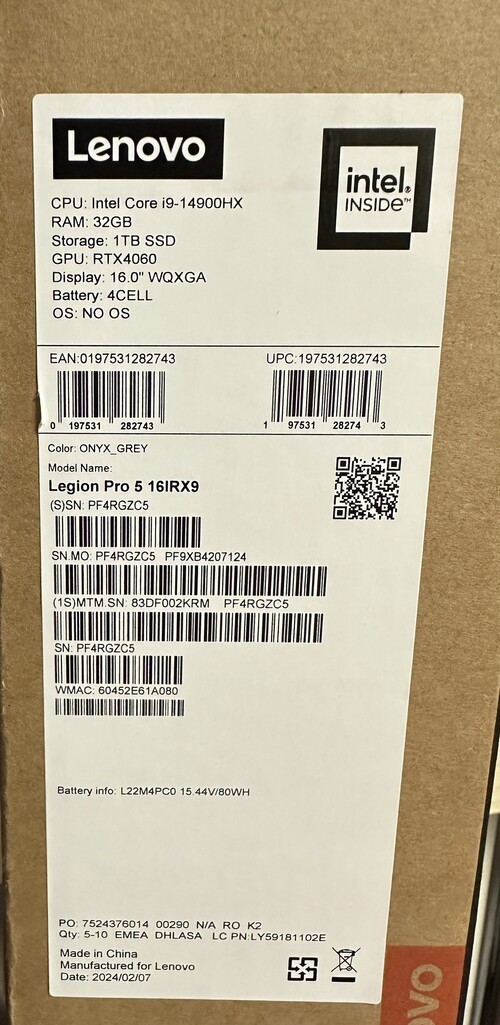 Lenovo
intel.
INSIDE™
CPU: Intel Core i9-14900HX
RAM: 32GB
Storage: 1TB SSD
GPU: RTX4060
Display: 16.0" WQXGA
Battery: 4CELL
OS: NO OS
EAN:0197531282743 UPC:197531282743
0 197531 282743 1 97531 28274 3
Color: ONYX_GREY
Model Name:
Legion Pro 5 16IRX9
(S)SN: PF4RGZC5
SN.MO: PF4RGZC5 PF9XB4207124
(1S)MTM.SN: 83DF002KRM PF4RGZC5
SN: PF4RGZC5
WMAC: 60452E61A080
Battery info: L22M4PC0 15.44V/80WH
PO: 7524376014 00290 N/A RO K2
Qty: 5-10 EMEA DHLASA LC PN:LY59181102E
Made in China
Manufactured for Lenovo
Date: 2024/02/07
OVO